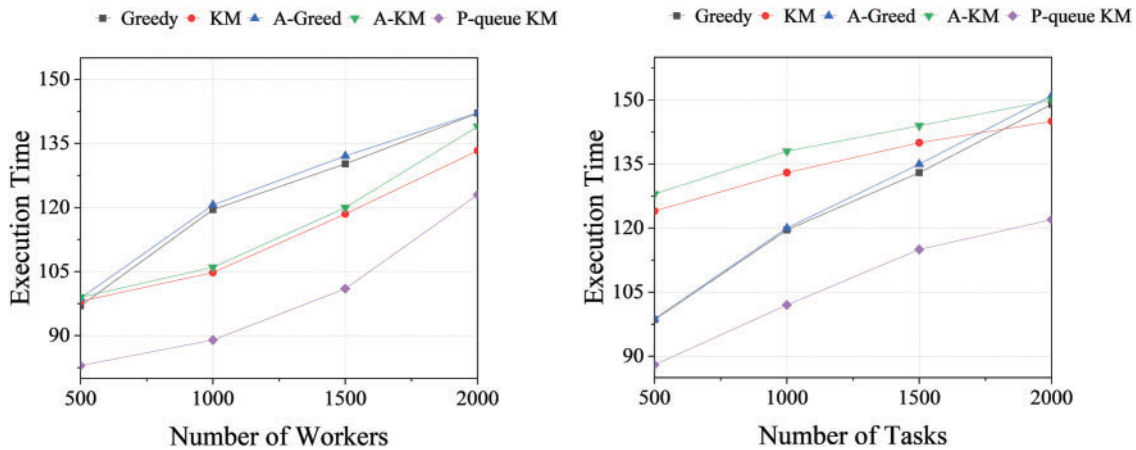 Greedy KM A-Greed A-KM P-queue KM
150
135
120
105
90
500 1000 1500 2000
Execution Time
Number of Workers
Greedy KM A-Greed A-KM P-queue KM
150
135
120
105
90
500 1000 1500 2000
Execution Time
Number of Tasks